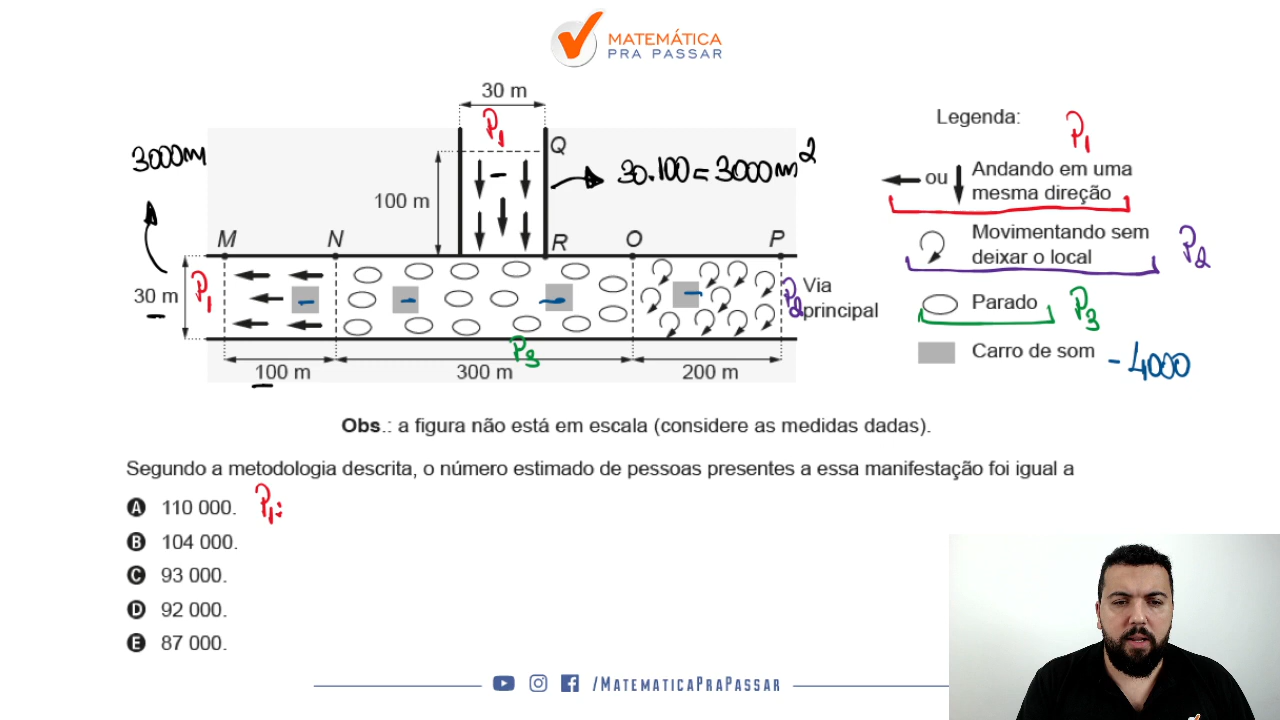 MATEMÁTICA
PRA PASSAR
30 m
P1
Q
3000m
30.100=3000m²
100 m
M
N
R
O
P
30 m
P1
P2
Via
principal
P3
100 m
300 m
200 m
Legenda:
P1
ou
Andando em uma
mesma direção
Movimentando sem
deixar o local
P2
Parado
P3
Carro de som
- 4000
Obs.: a figura não está em escala (considere as medidas dadas).
Segundo a metodologia descrita, o número estimado de pessoas presentes a essa manifestação foi igual a
A 110 000.
P1:
B 104 000.
C 93 000.
D 92 000.
E 87 000.
/MATEMATICAPRAPASSAR